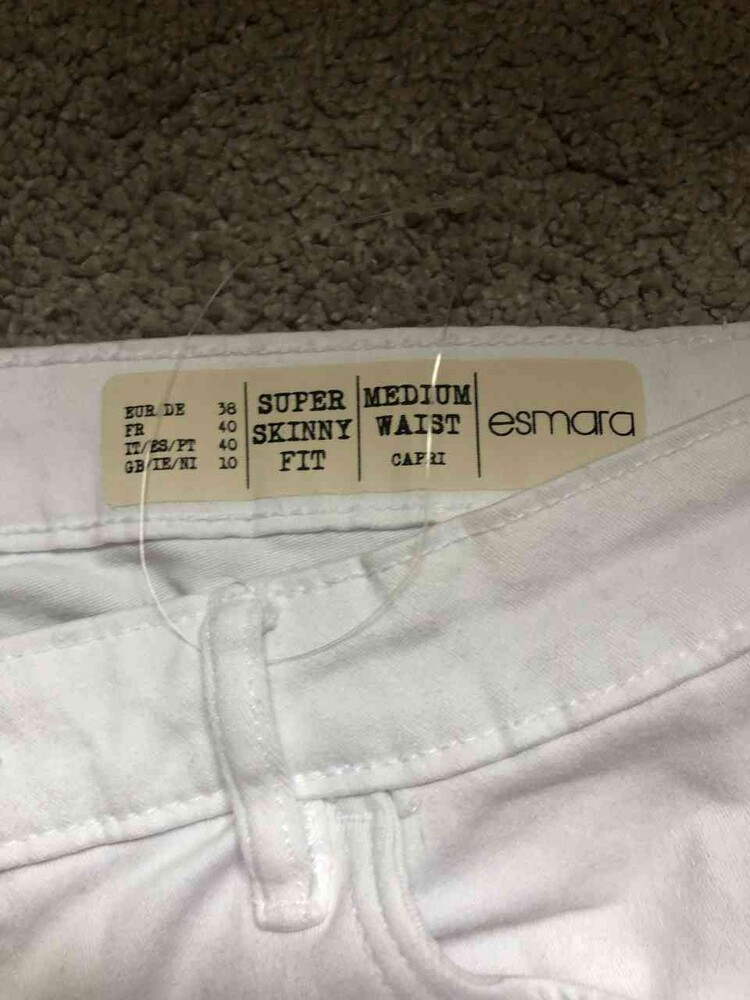 EUR DE 38
FR 40
IT/ES/PT 40
GB/IE/NI 10
SUPER
SKINNY
FIT
MEDIUM
WAIST
CAPRI
esmara